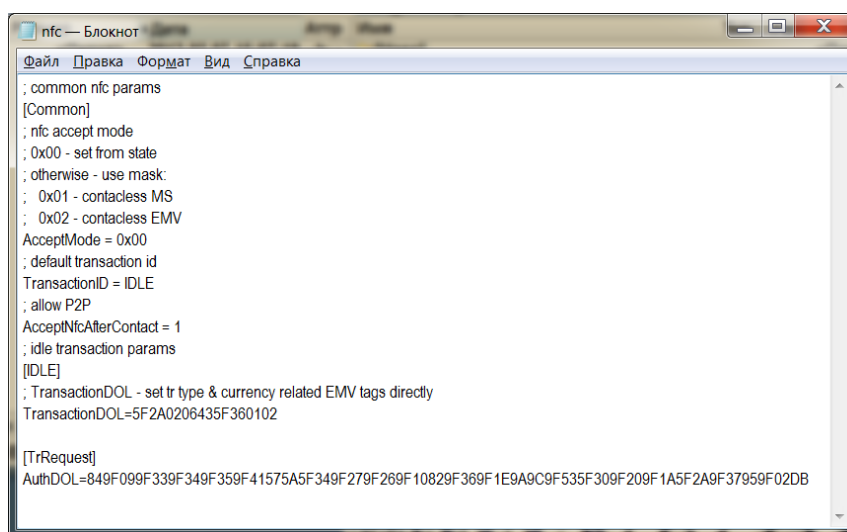 nfc — Блокнот
Файл Правка Формат Вид Справка
; common nfc params
[Common]
; nfc accept mode
; 0x00 - set from state
; otherwise - use mask:
;   0x01 - contacless MS
;   0x02 - contacless EMV
AcceptMode = 0x00
; default transaction id
TransactionID = IDLE
; allow P2P
AcceptNfcAfterContact = 1
; idle transaction params
[IDLE]
; TransactionDOL - set tr type & currency related EMV tags directly
TransactionDOL=5F2A0206435F360102
[TrRequest]
AuthDOL=849F099F339F349F359F41575A5F349F279F269F10829F369F1E9A9C9F535F309F209F1A5F2A9F37959F02DB